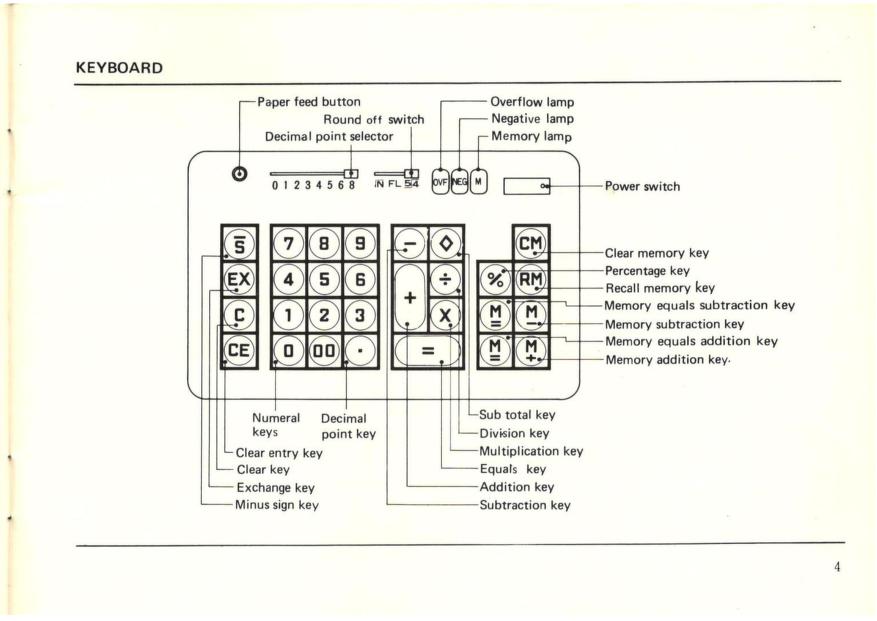 KEYBOARD
Paper feed button
Overflow lamp
Round off switch
Negative lamp
Decimal point selector
Memory lamp
0 1 2 3 4 5 6 8
IN FL 54
OVF NEG M
Power switch
S 7 8 9 − ◊ CM
Clear memory key
Percentage key
EX 4 5 6 ÷ % RM
Recall memory key
+
Memory equals subtraction key
C 1 2 3 X M= M−
Memory subtraction key
Memory equals addition key
CE 0 00 . = M= M+
Memory addition key.
Numeral keys
Decimal point key
Sub total key
Division key
Clear entry key
Multiplication key
Clear key
Equals key
Exchange key
Addition key
Minus sign key
Subtraction key
4